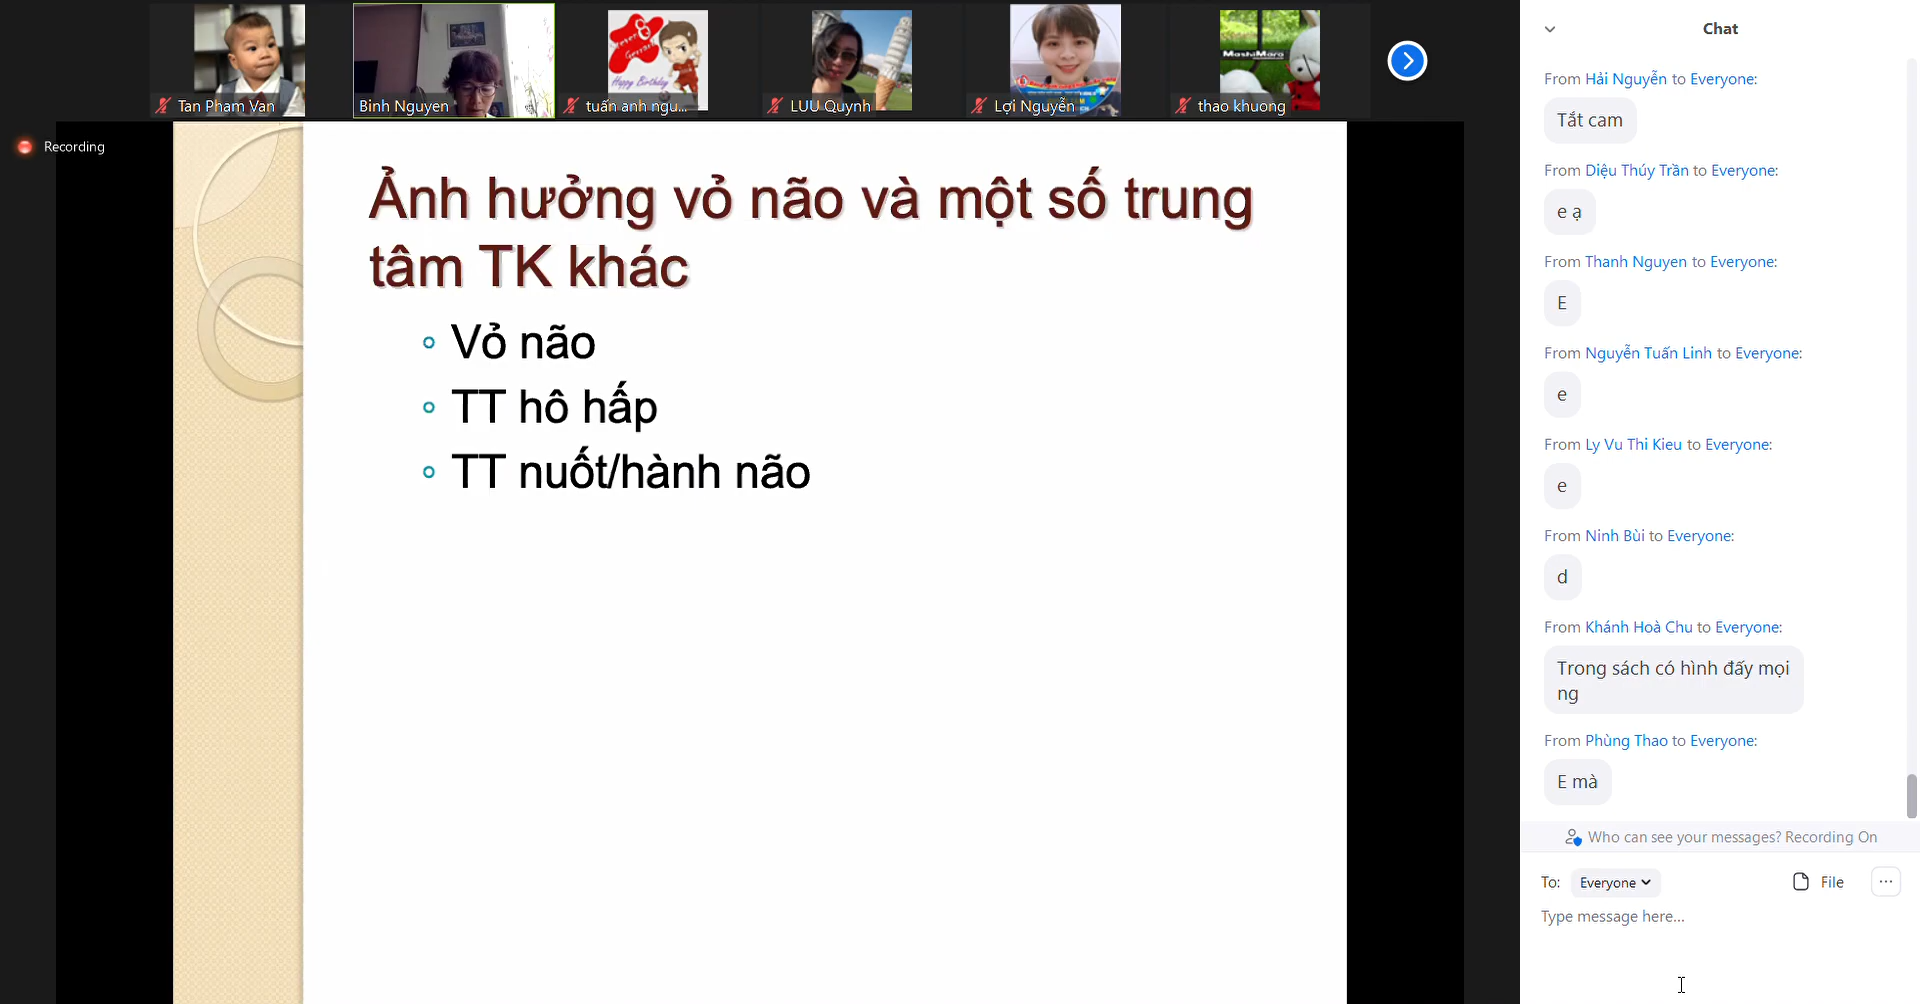 Tan Pham Van
Binh Nguyen
tuấn anh ngu...
LUU Quynh
Lợi Nguyễn
thao khuong
Happy Birthday
MashiMaro
Recording
Ảnh hưởng vỏ não và một số trung
tâm TK khác
Vỏ não
TT hô hấp
TT nuốt/hành não
Chat
From Hải Nguyễn to Everyone:
Tắt cam
From Diệu Thúy Trần to Everyone:
e ạ
From Thanh Nguyen to Everyone:
E
From Nguyễn Tuấn Linh to Everyone:
e
From Ly Vu Thi Kieu to Everyone:
e
From Ninh Bùi to Everyone:
d
From Khánh Hoà Chu to Everyone:
Trong sách có hình đấy mọi
ng
From Phùng Thao to Everyone:
E mà
Who can see your messages? Recording On
To: Everyone File ...
Type message here...